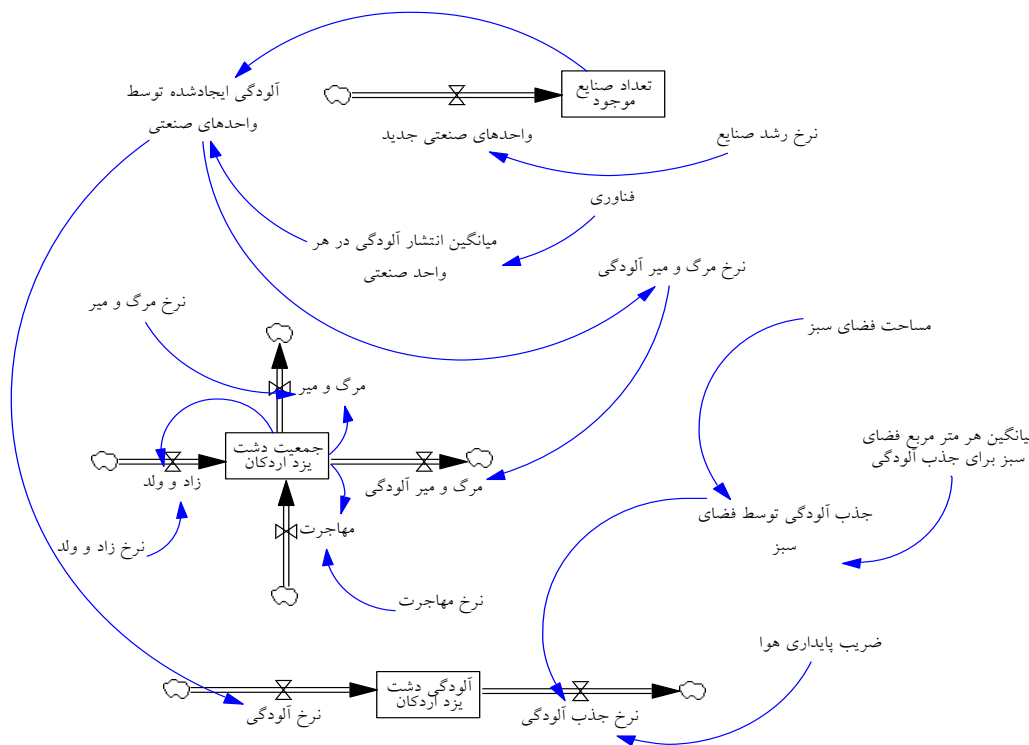 تعداد صنایع
موجود
آلودگی ایجادشده توسط
واحدهای صنعتی
واحدهای صنعتی جدید
نرخ رشد صنایع
فناوری
میانگین انتشار آلودگی در هر
واحد صنعتی
نرخ مرگ و میر آلودگی
نرخ مرگ و میر
مساحت فضای سبز
مرگ و میر
جمعیت دشت
یزد اردکان
زاد و ولد
مرگ و میر آلودگی
یانگین هر متر مربع فضای
سبز برای جذب آلودگی
جذب آلودگی توسط فضای
سبز
مهاجرت
نرخ زاد و ولد
نرخ مهاجرت
ضریب پایداری هوا
آلودگی دشت
یزد اردکان
نرخ آلودگی
نرخ جذب آلودگی